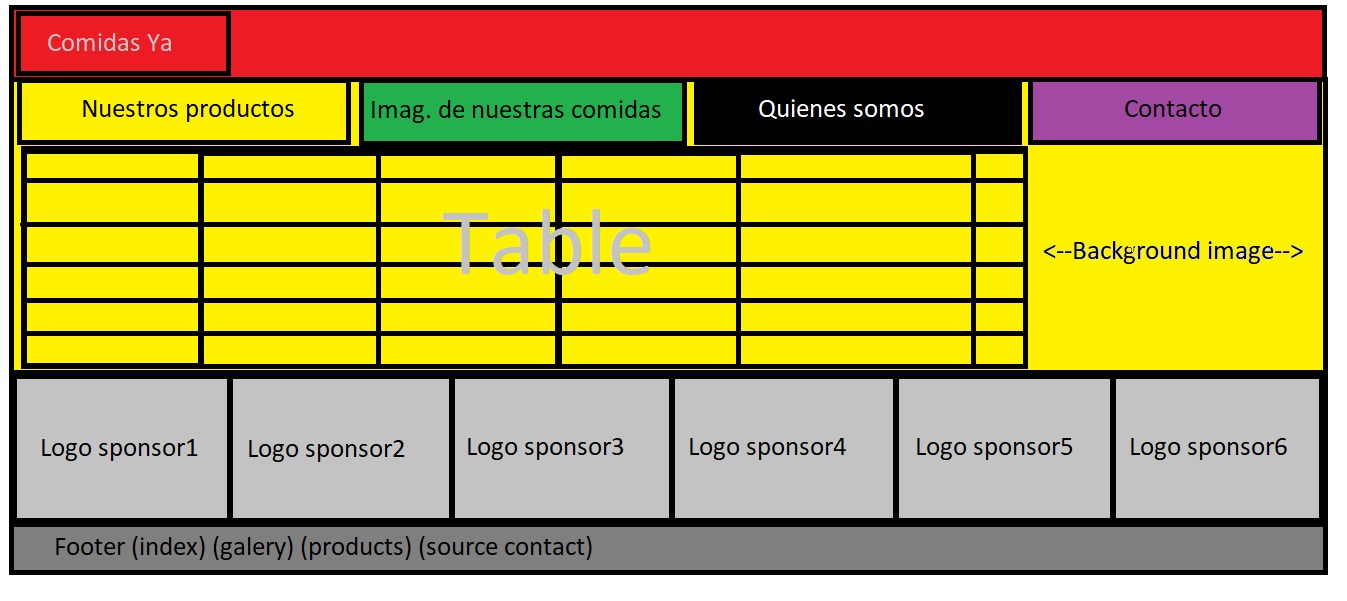 Comidas Ya
Nuestros productos
Imag. de nuestras comidas
Quienes somos
Contacto
Table
<--Background image-->
Logo sponsor1
Logo sponsor2
Logo sponsor3
Logo sponsor4
Logo sponsor5
Logo sponsor6
Footer (index) (galery) (products) (source contact)